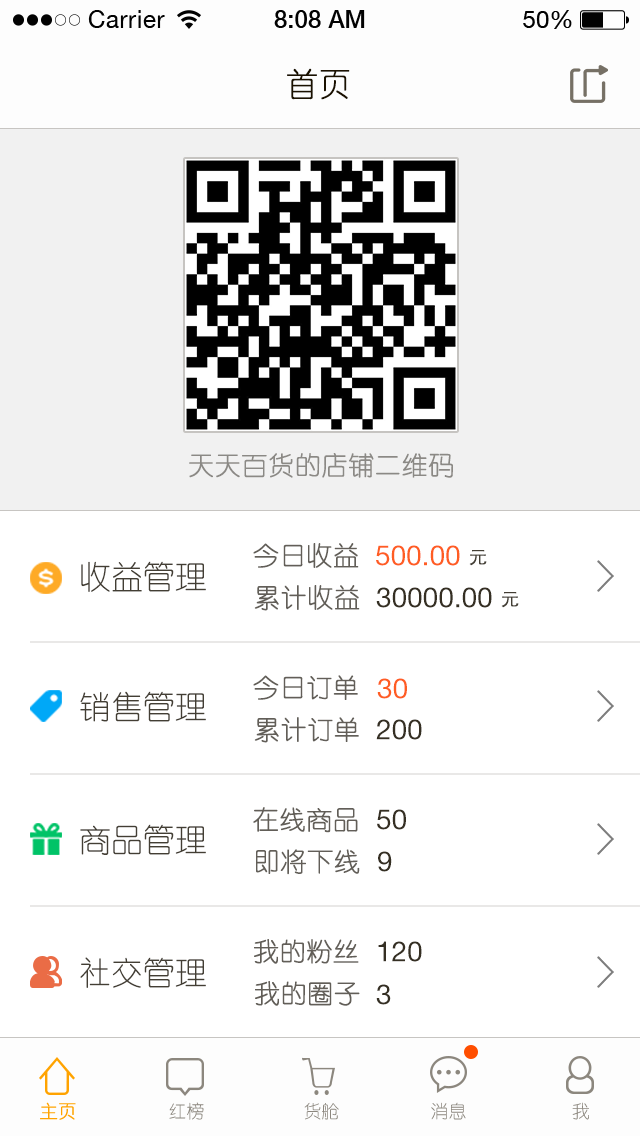 Carrier 8:08 AM 50%
首页
天天百货的店铺二维码
收益管理
今日收益 500.00 元
累计收益 30000.00 元
销售管理
今日订单 30
累计订单 200
商品管理
在线商品 50
即将下线 9
社交管理
我的粉丝 120
我的圈子 3
主页 红榜 货舱 消息 我